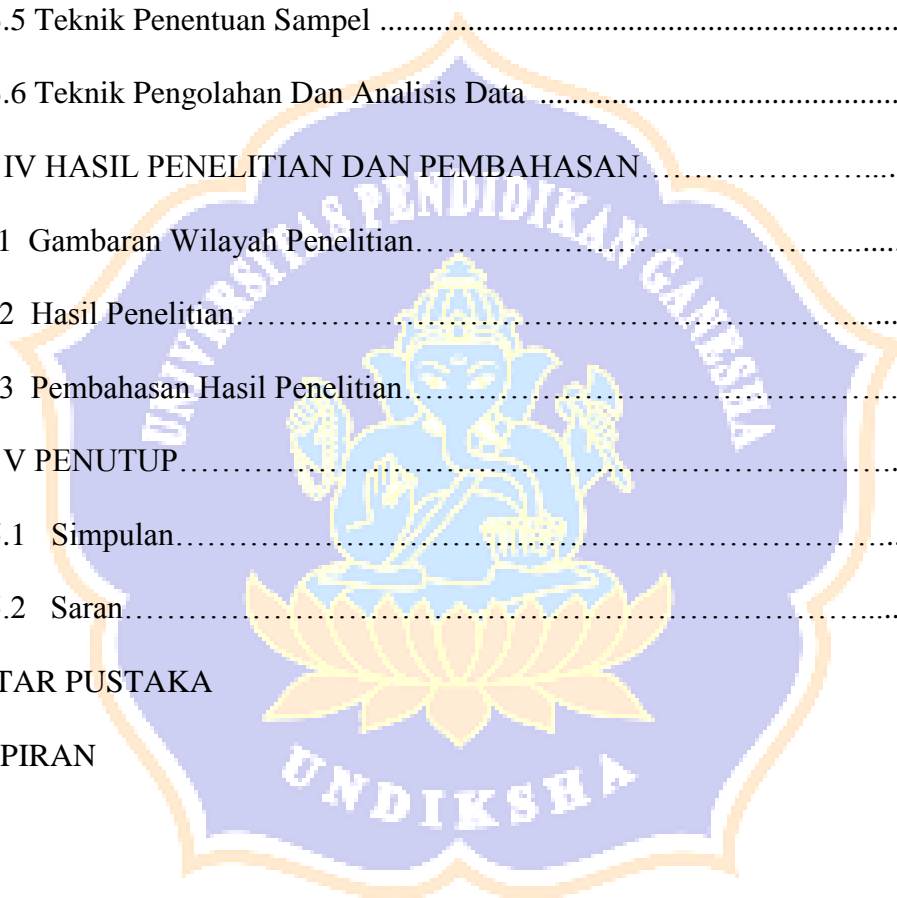 .5 Teknik Penentuan Sampel ........................................................................
.6 Teknik Pengolahan Dan Analisis Data ..................................................
IV HASIL PENELITIAN DAN PEMBAHASAN…………………......
1 Gambaran Wilayah Penelitian…………………………………….........
2 Hasil Penelitian………………………………………………………......
3 Pembahasan Hasil Penelitian…………………………………………...
V PENUTUP…………………………………………………………...
.1 Simpulan……………………………………………………………...
.2 Saran…………………………………………………………….....
TAR PUSTAKA
PIRAN
UNIVERSITAS PENDIDIKAN GANESHA
UNDIKSHA